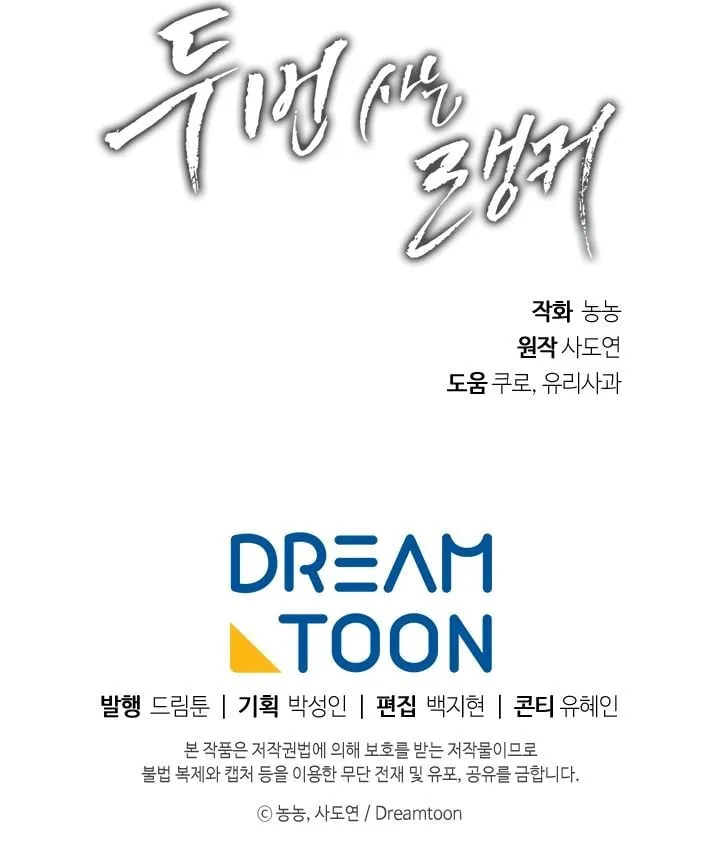 두 번 사는
랭커
작화 농농
원작 사도연
도움 쿠로, 유리사과
DREAM
TOON
발행 드림툰 | 기획 박성인 | 편집 백지현 | 콘티 유혜인
본 작품은 저작권법에 의해 보호를 받는 저작물이므로
불법 복제와 캡처 등을 이용한 무단 전재 및 유포, 공유를 금합니다.
ⓒ 농농, 사도연 / Dreamtoon